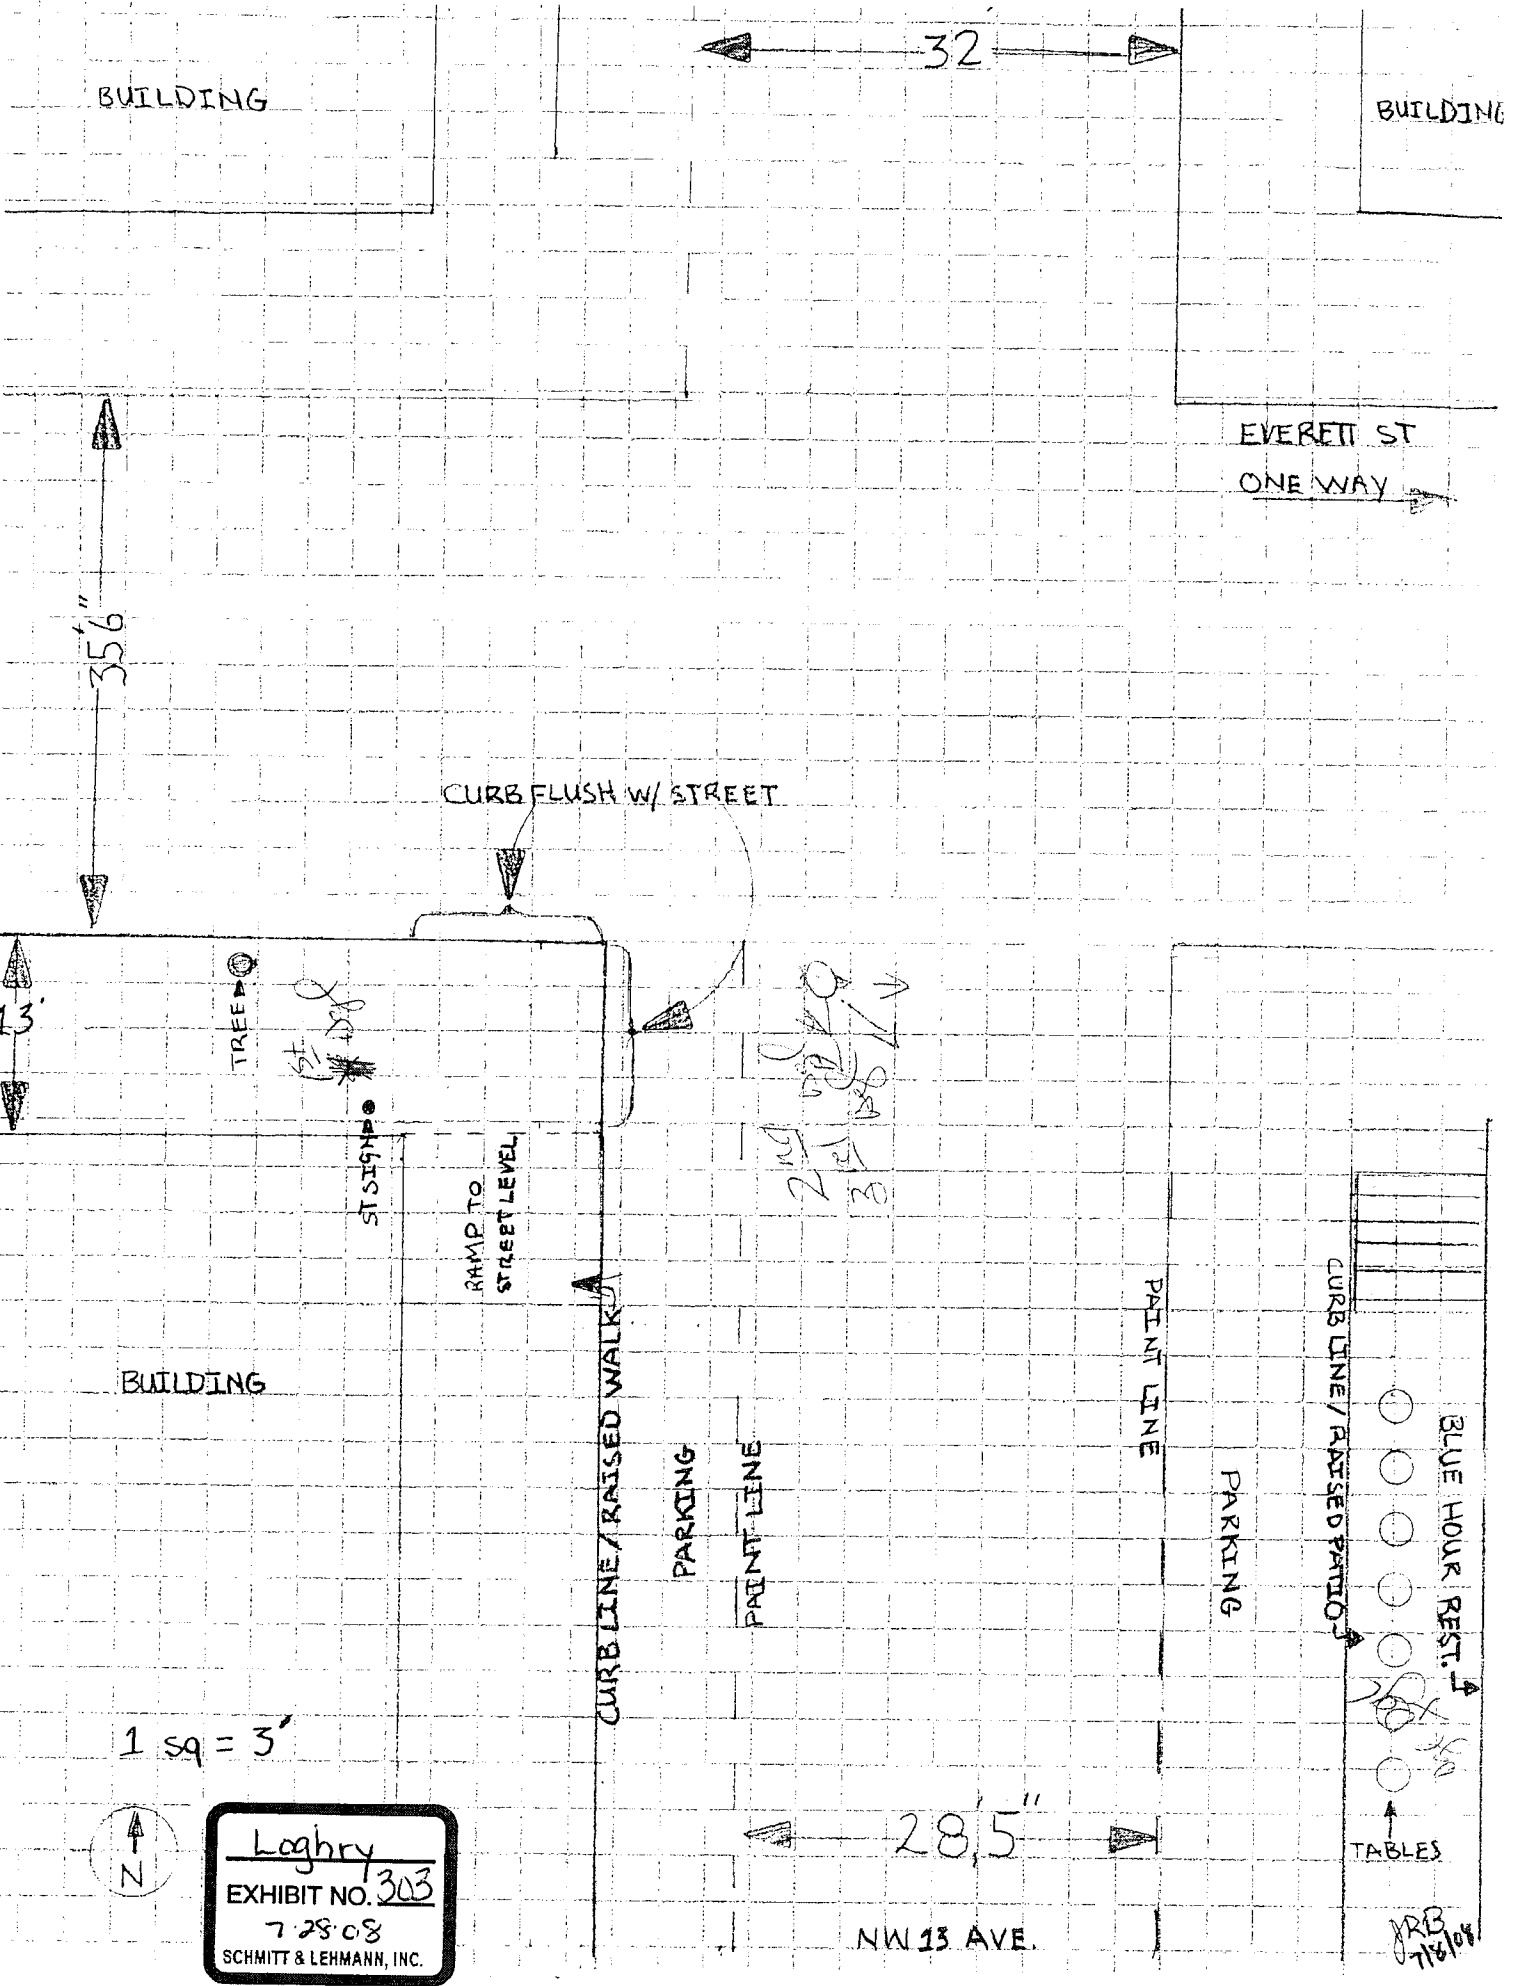 32'
BUILDING
BUILDING
EVERETT ST
ONE WAY
35'6"
CURB FLUSH W/ STREET
13'
TREE
1st
ST SIGN
2nd
3rd
RAMP TO
STREET LEVEL
CURB LINE / RAISED WALK
PARKING
PAINT LINE
PAINT LINE
PARKING
CURB LINE / RAISED PATIO
BLUE HOUR REST.
BUILDING
1 sq = 3'
N
Loghry
EXHIBIT NO. 303
7.28.08
SCHMITT & LEHMANN, INC.
28'5"
TABLES
NW 13 AVE.
JRB
7/8/08